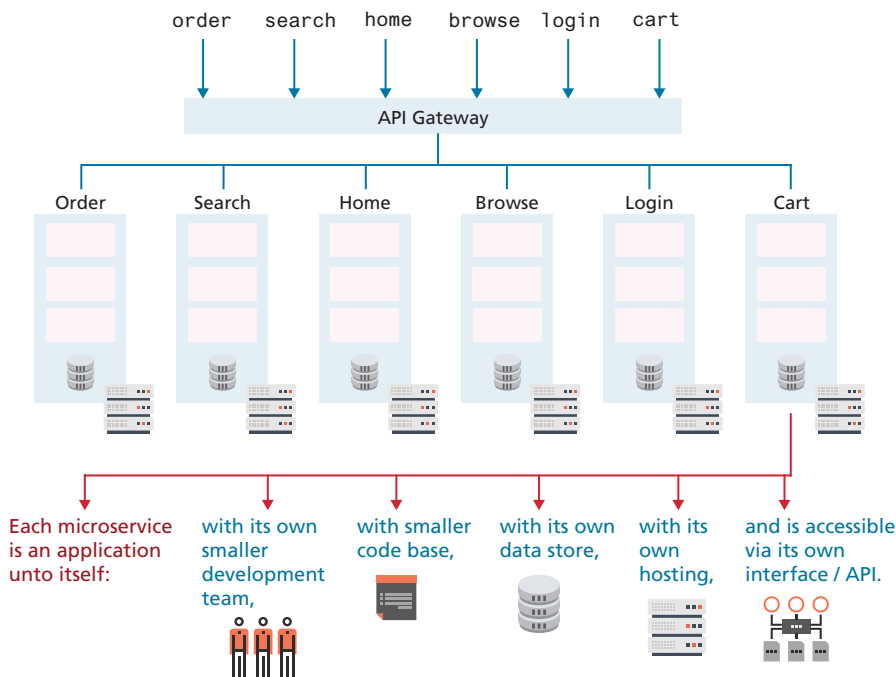 order search home browse login cart
API Gateway
Order Search Home Browse Login Cart
Each microservice
is an application
unto itself:
with its own
smaller
development
team,
with smaller
code base,
with its own
data store,
with its
own
hosting,
and is accessible
via its own
interface / API.